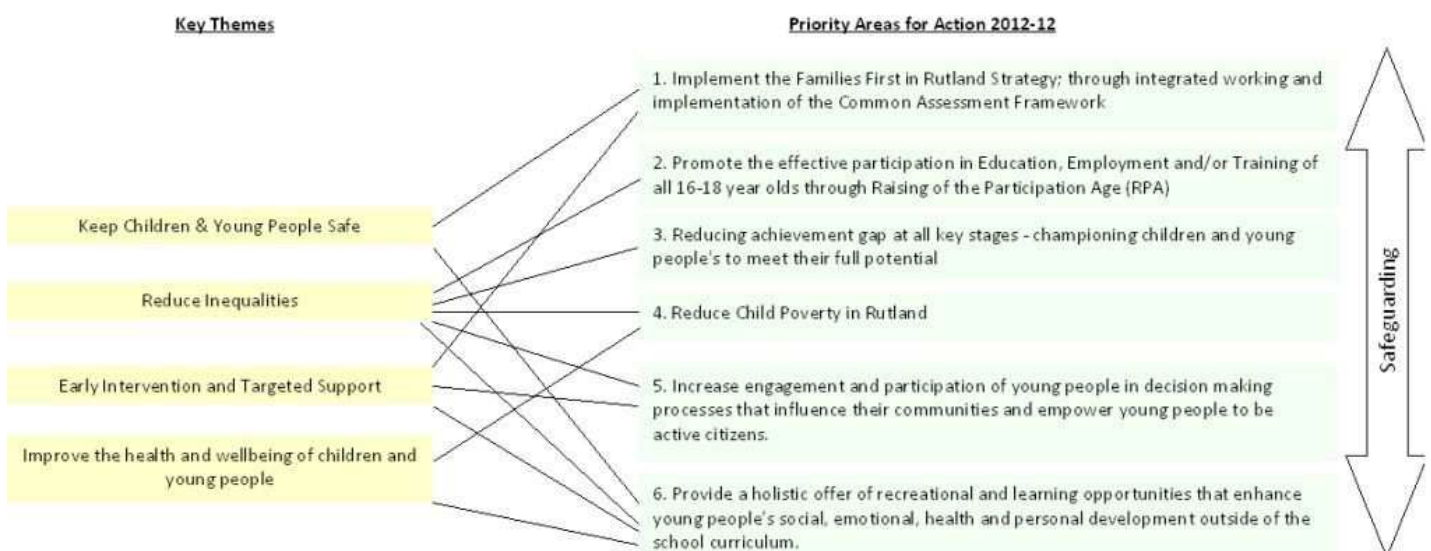 Key Themes
Priority Areas for Action 2012-12
Keep Children & Young People Safe
Reduce Inequalities
Early Intervention and Targeted Support
Improve the health and wellbeing of children and
young people
1. Implement the Families First in Rutland Strategy; through integrated working and
implementation of the Common Assessment Framework
2. Promote the effective participation in Education, Employment and/or Training of
all 16-18 year olds through Raising of the Participation Age (RPA)
3. Reducing achievement gap at all key stages - championing children and young
people's to meet their full potential
4. Reduce Child Poverty in Rutland
5. Increase engagement and participation of young people in decision making
processes that influence their communities and empower young people to be
active citizens.
6. Provide a holistic offer of recreational and learning opportunities that enhance
young people's social, emotional, health and personal development outside of the
school curriculum.
Safeguarding